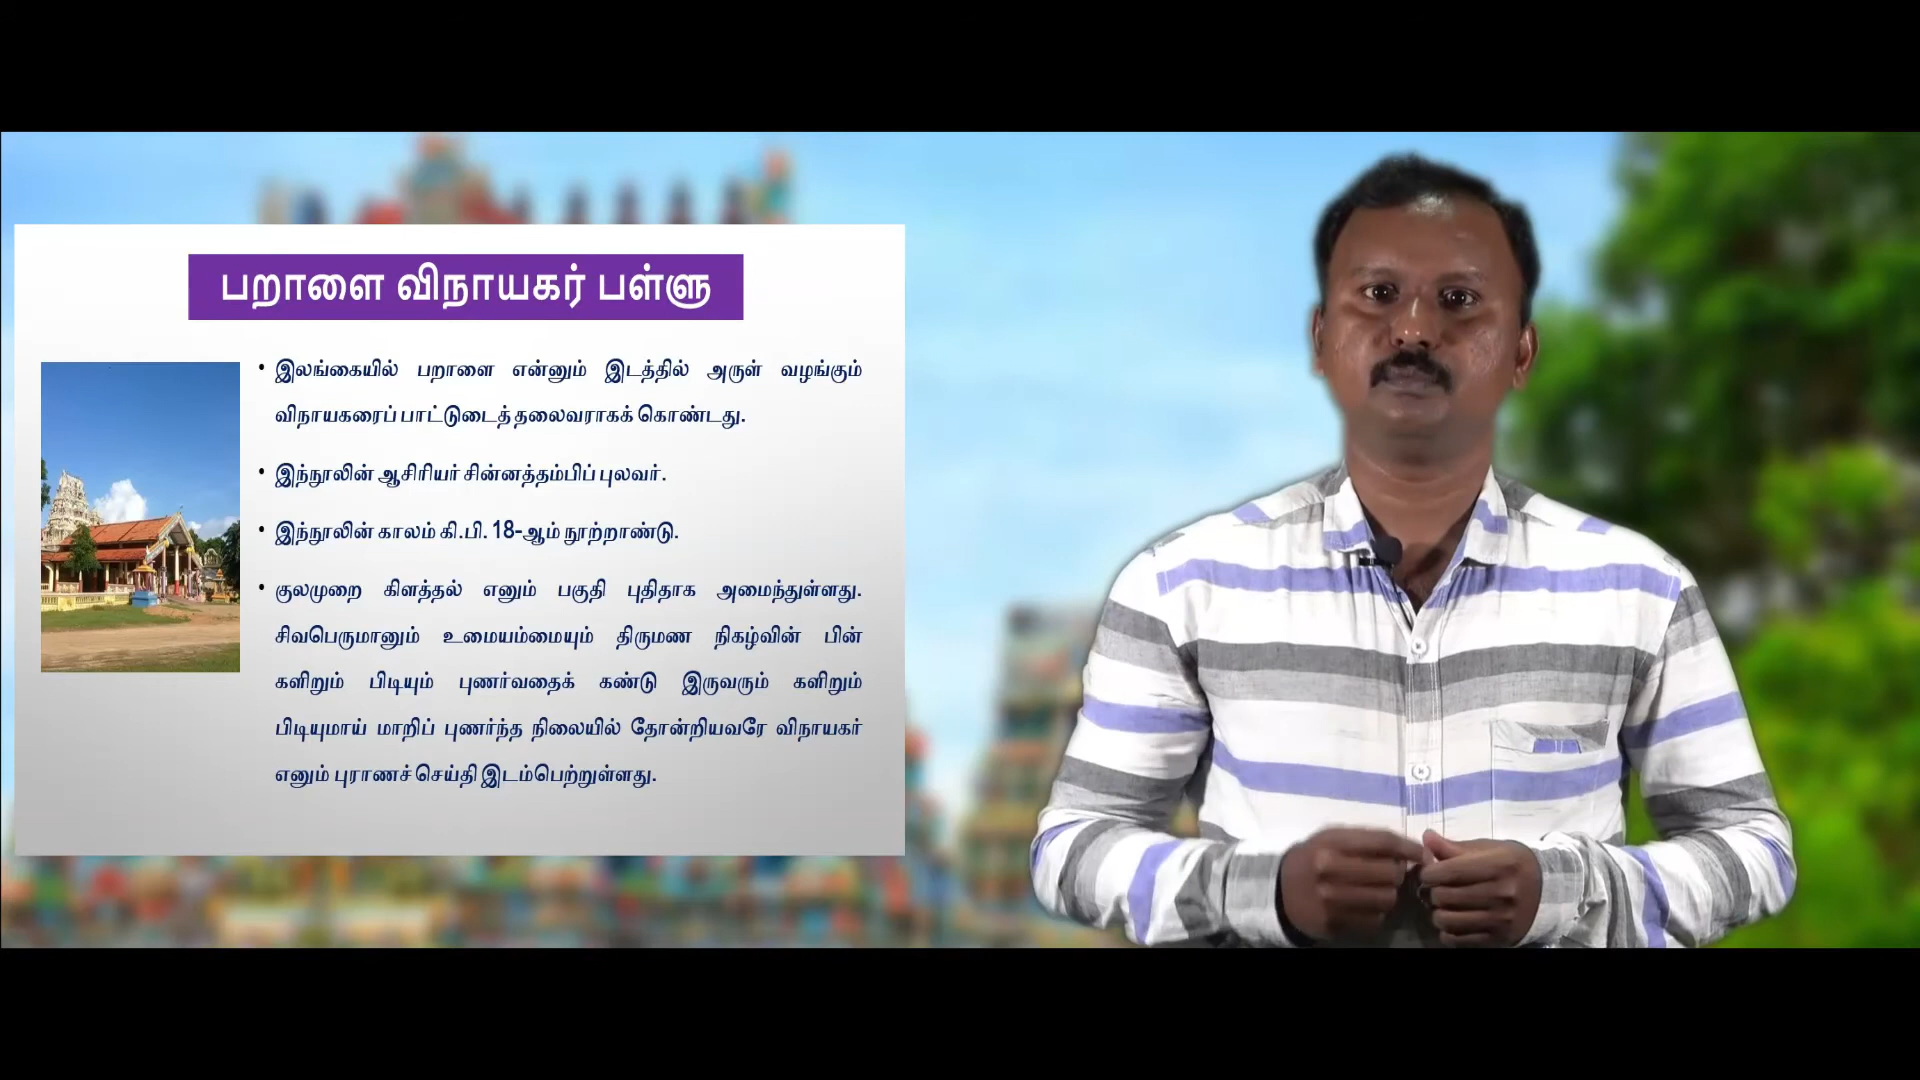 பறாளை விநாயகர் பள்ளு
• இலங்கையில் பறாளை என்னும் இடத்தில் அருள் வழங்கும்
விநாயகரைப் பாட்டுடைத் தலைவராகக் கொண்டது.
• இந்நூலின் ஆசிரியர் சின்னத்தம்பிப் புலவர்.
• இந்நூலின் காலம் கி.பி. 18-ஆம் நூற்றாண்டு.
• குலமுறை கிளத்தல் எனும் பகுதி புதிதாக அமைந்துள்ளது.
சிவபெருமானும் உமையம்மையும் திருமண நிகழ்வின் பின்
களிறும் பிடியும் புணர்வதைக் கண்டு இருவரும் களிறும்
பிடியுமாய் மாறிப் புணர்ந்த நிலையில் தோன்றியவரே விநாயகர்
எனும் புராணச் செய்தி இடம்பெற்றுள்ளது.